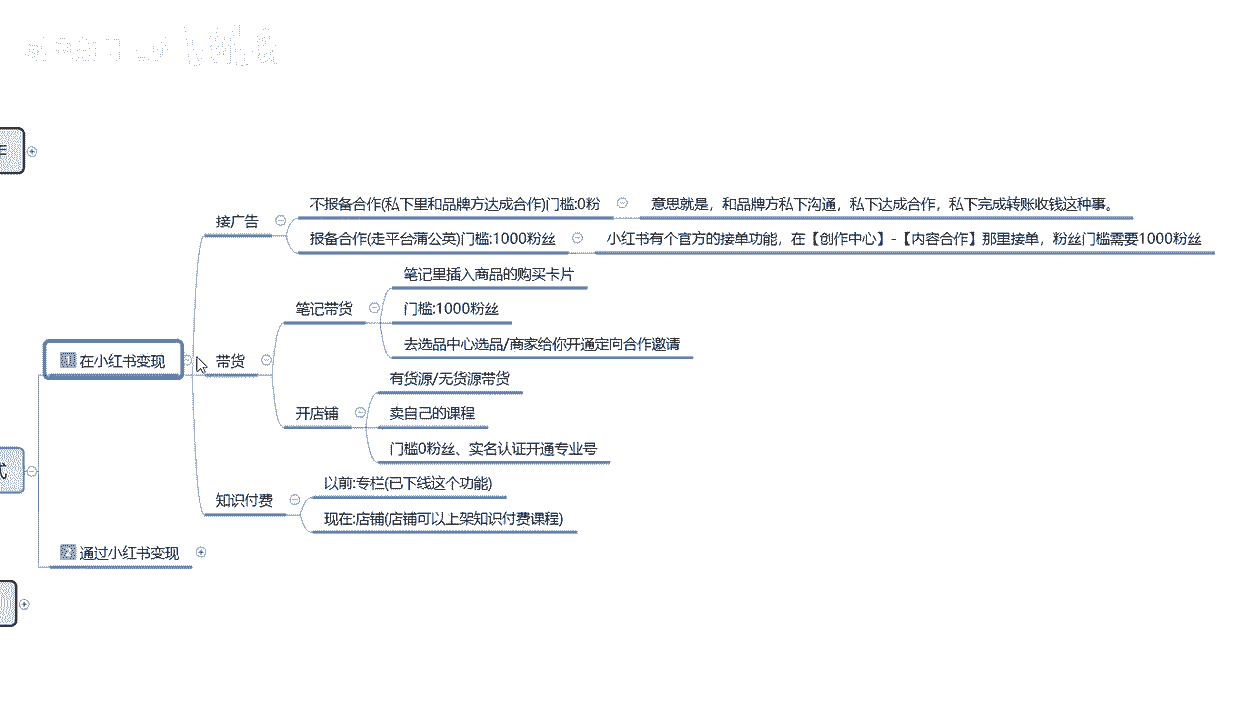 接广告
不报备合作(私下里和品牌方达成合作)门槛:0粉
意思就是，和品牌方私下沟通，私下达成合作，私下完成转账收钱这种事。
报备合作(走平台蒲公英)门槛:1000粉丝
小红书有个官方的接单功能，在【创作中心】-【内容合作】那里接单，粉丝门槛需要1000粉丝
1 在小红书变现
带货
笔记带货
笔记里插入商品的购买卡片
门槛:1000粉丝
去选品中心选品/商家给你开通定向合作邀请
开店铺
有货源/无货源带货
卖自己的课程
门槛0粉丝、实名认证开通专业号
知识付费
以前:专栏(已下线这个功能)
现在:店铺(店铺可以上架知识付费课程)
式
2 通过小红书变现